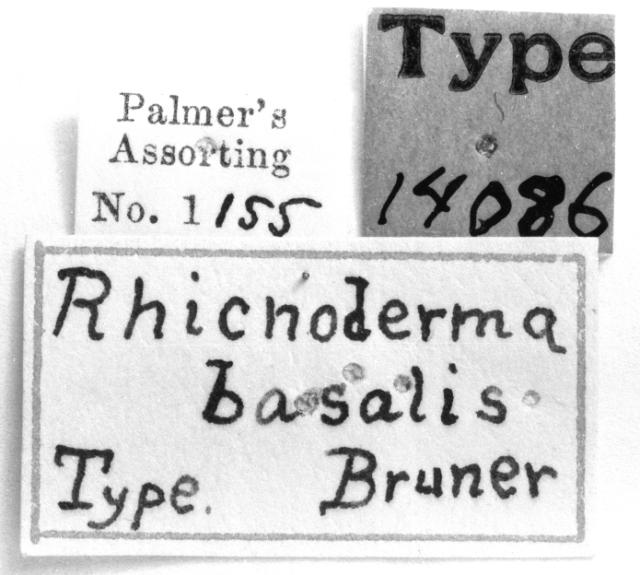 Palmer's
Assorting
No. 1155
Type
14086
Rhicnoderma
basalis
Type. Bruner